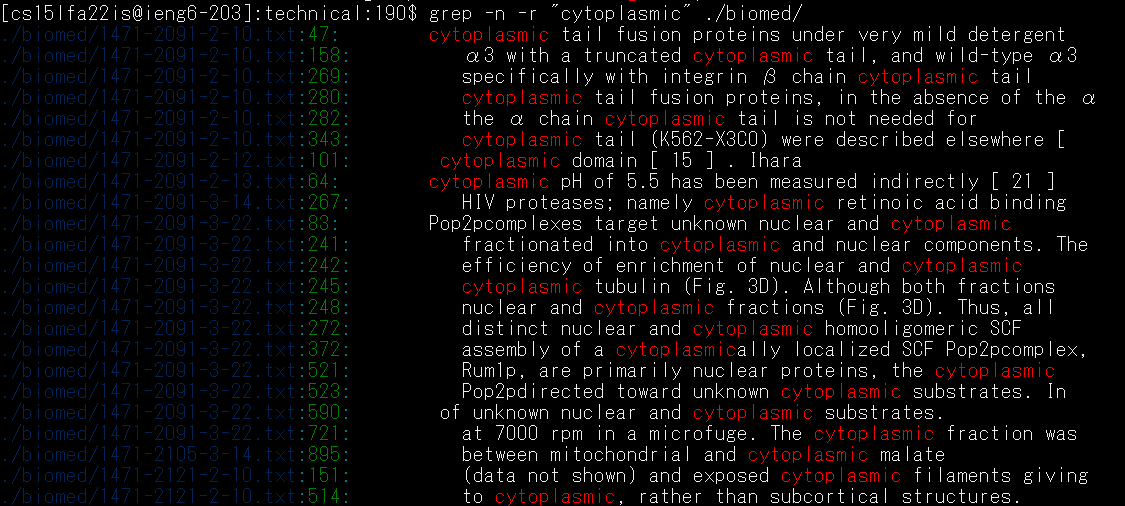 [cs15lfa22is@ieng6-203]:technical:190$ grep -n -r "cytoplasmic" ./biomed/
./biomed/1471-2091-2-10.txt:47: cytoplasmic tail fusion proteins under very mild detergent
./biomed/1471-2091-2-10.txt:158: α3 with a truncated cytoplasmic tail, and wild-type α3
./biomed/1471-2091-2-10.txt:269: specifically with integrin β chain cytoplasmic tail
./biomed/1471-2091-2-10.txt:280: cytoplasmic tail fusion proteins, in the absence of the α
./biomed/1471-2091-2-10.txt:282: the α chain cytoplasmic tail is not needed for
./biomed/1471-2091-2-10.txt:343: cytoplasmic tail (K562-X3C0) were described elsewhere [
./biomed/1471-2091-2-12.txt:101: cytoplasmic domain [ 15 ] . Ihara
./biomed/1471-2091-2-13.txt:64: cytoplasmic pH of 5.5 has been measured indirectly [ 21 ]
./biomed/1471-2091-3-14.txt:267: HIV proteases; namely cytoplasmic retinoic acid binding
./biomed/1471-2091-3-22.txt:83: Pop2pcomplexes target unknown nuclear and cytoplasmic
./biomed/1471-2091-3-22.txt:241: fractionated into cytoplasmic and nuclear components. The
./biomed/1471-2091-3-22.txt:242: efficiency of enrichment of nuclear and cytoplasmic
./biomed/1471-2091-3-22.txt:245: cytoplasmic tubulin (Fig. 3D). Although both fractions
./biomed/1471-2091-3-22.txt:248: nuclear and cytoplasmic fractions (Fig. 3D). Thus, all
./biomed/1471-2091-3-22.txt:272: distinct nuclear and cytoplasmic homooligomeric SCF
./biomed/1471-2091-3-22.txt:372: assembly of a cytoplasmically localized SCF Pop2pcomplex,
./biomed/1471-2091-3-22.txt:521: Rum1p, are primarily nuclear proteins, the cytoplasmic
./biomed/1471-2091-3-22.txt:523: Pop2pdirected toward unknown cytoplasmic substrates. In
./biomed/1471-2091-3-22.txt:590: of unknown nuclear and cytoplasmic substrates.
./biomed/1471-2091-3-22.txt:721: at 7000 rpm in a microfuge. The cytoplasmic fraction was
./biomed/1471-2105-3-14.txt:895: between mitochondrial and cytoplasmic malate
./biomed/1471-2121-2-10.txt:151: (data not shown) and exposed cytoplasmic filaments giving
./biomed/1471-2121-2-10.txt:514: to cytoplasmic, rather than subcortical structures.